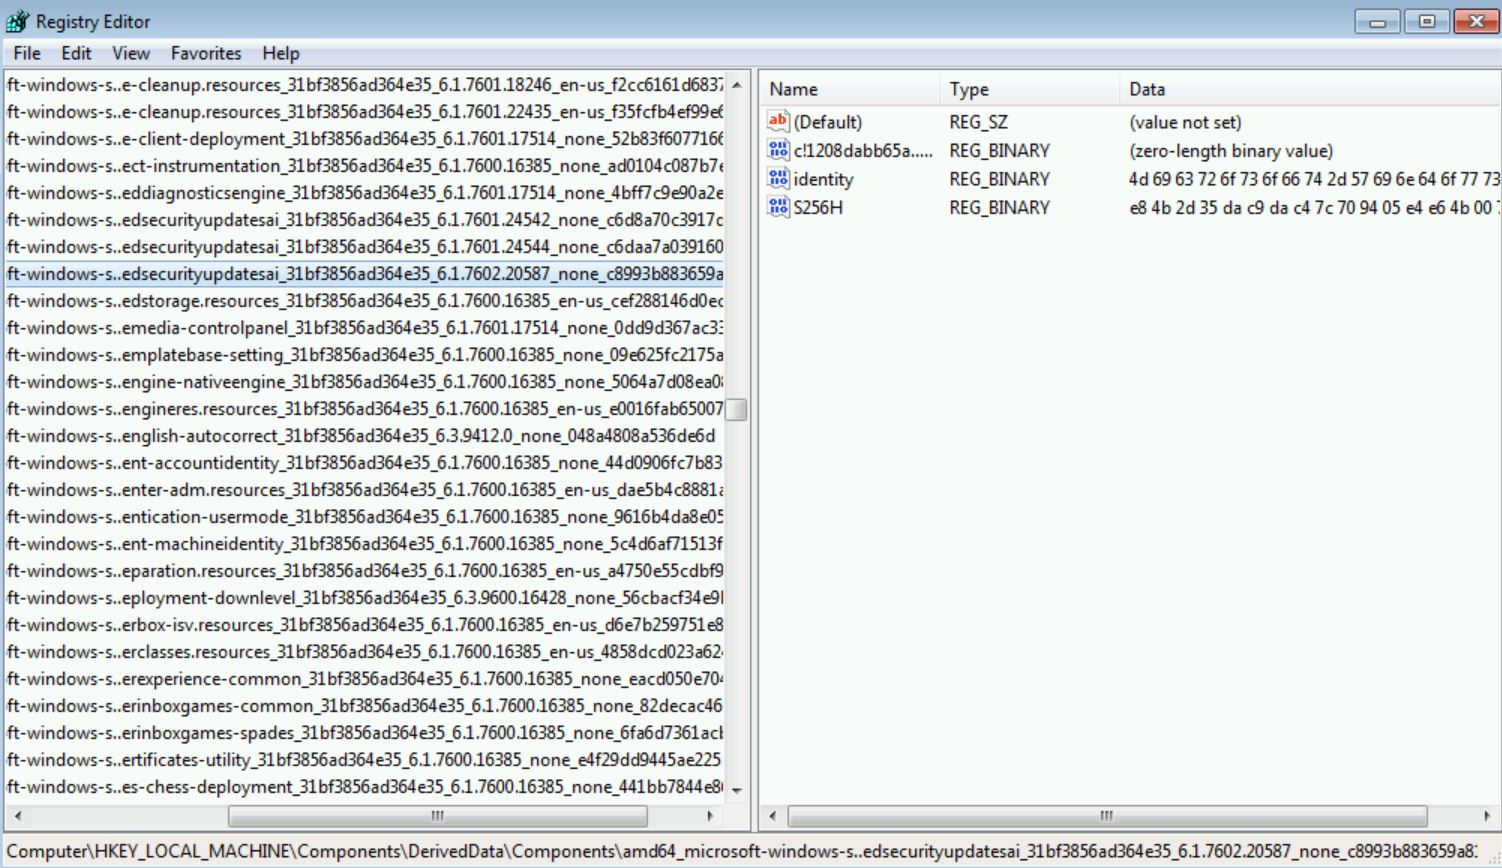 Registry Editor
File Edit View Favorites Help
ft-windows-s..e-cleanup.resources_31bf3856ad364e35_6.1.7601.18246_en-us_f2cc6161d6837
ft-windows-s..e-cleanup.resources_31bf3856ad364e35_6.1.7601.22435_en-us_f35fcfb4ef99e6
ft-windows-s..e-client-deployment_31bf3856ad364e35_6.1.7601.17514_none_52b83f6077166
ft-windows-s..ect-instrumentation_31bf3856ad364e35_6.1.7600.16385_none_ad0104c087b7e
ft-windows-s..eddiagnosticsengine_31bf3856ad364e35_6.1.7601.17514_none_4bff7c9e90a2e
ft-windows-s..edsecurityupdatesai_31bf3856ad364e35_6.1.7601.24542_none_c6d8a70c3917c
ft-windows-s..edsecurityupdatesai_31bf3856ad364e35_6.1.7601.24544_none_c6daa7a039160
ft-windows-s..edsecurityupdatesai_31bf3856ad364e35_6.1.7602.20587_none_c8993b883659a
ft-windows-s..edstorage.resources_31bf3856ad364e35_6.1.7600.16385_en-us_cef288146d0ec
ft-windows-s..emedia-controlpanel_31bf3856ad364e35_6.1.7601.17514_none_0dd9d367ac33
ft-windows-s..emplatebase-setting_31bf3856ad364e35_6.1.7600.16385_none_09e625fc2175a
ft-windows-s..engine-nativeengine_31bf3856ad364e35_6.1.7600.16385_none_5064a7d08ea0
ft-windows-s..engineres.resources_31bf3856ad364e35_6.1.7600.16385_en-us_e0016fab65007
ft-windows-s..english-autocorrect_31bf3856ad364e35_6.3.9412.0_none_048a4808a536de6d
ft-windows-s..ent-accountidentity_31bf3856ad364e35_6.1.7600.16385_none_44d0906fc7b83
ft-windows-s..enter-adm.resources_31bf3856ad364e35_6.1.7600.16385_en-us_dae5b4c8881a
ft-windows-s..entication-usermode_31bf3856ad364e35_6.1.7600.16385_none_9616b4da8e05
ft-windows-s..ent-machineidentity_31bf3856ad364e35_6.1.7600.16385_none_5c4d6af71513f
ft-windows-s..eparation.resources_31bf3856ad364e35_6.1.7600.16385_en-us_a4750e55cdbf9
ft-windows-s..eployment-downlevel_31bf3856ad364e35_6.3.9600.16428_none_56cbacf34e9
ft-windows-s..erbox-isv.resources_31bf3856ad364e35_6.1.7600.16385_en-us_d6e7b259751e8
ft-windows-s..erclasses.resources_31bf3856ad364e35_6.1.7600.16385_en-us_4858dcd023a62
ft-windows-s..erexperience-common_31bf3856ad364e35_6.1.7600.16385_none_eacd050e70
ft-windows-s..erinboxgames-common_31bf3856ad364e35_6.1.7600.16385_none_82decac46
ft-windows-s..erinboxgames-spades_31bf3856ad364e35_6.1.7600.16385_none_6fa6d7361acb
ft-windows-s..ertificates-utility_31bf3856ad364e35_6.1.7600.16385_none_e4f29dd9445ae225
ft-windows-s..es-chess-deployment_31bf3856ad364e35_6.1.7600.16385_none_441bb7844e8
Name Type Data
(Default) REG_SZ (value not set)
c!1208dabb65a..... REG_BINARY (zero-length binary value)
identity REG_BINARY 4d 69 63 72 6f 73 6f 66 74 2d 57 69 6e 64 6f 77 73
S256H REG_BINARY e8 4b 2d 35 da c9 da c4 7c 70 94 05 e4 e6 4b 00
Computer\HKEY_LOCAL_MACHINE\Components\DerivedData\Components\amd64_microsoft-windows-s..edsecurityupdatesai_31bf3856ad364e35_6.1.7602.20587_none_c8993b883659a8